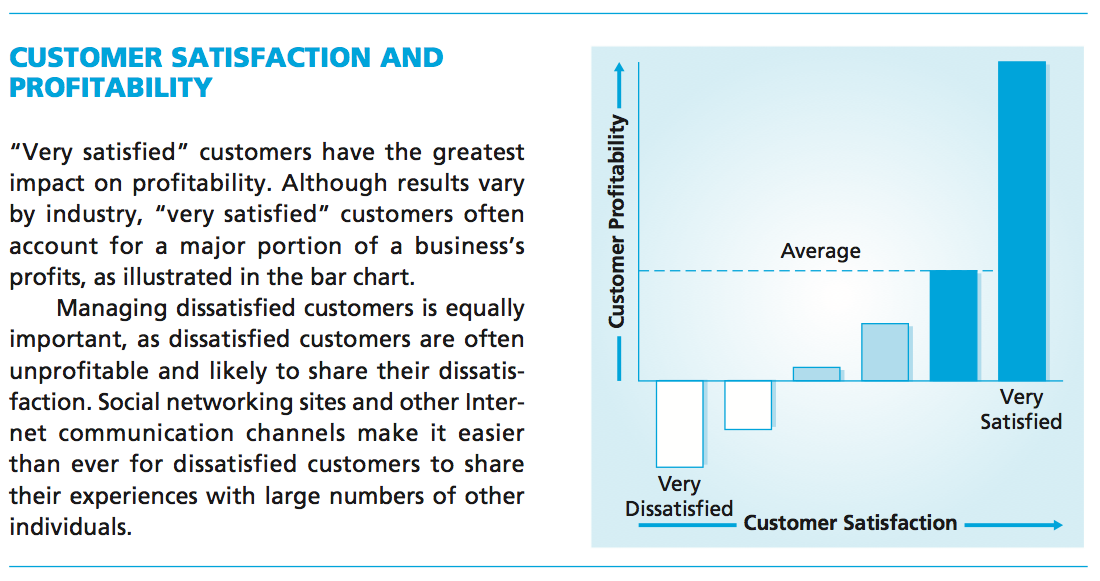 CUSTOMER SATISFACTION AND
PROFITABILITY
“Very satisfied” customers have the greatest
impact on profitability. Although results vary
by industry, “very satisfied” customers often
account for a major portion of a business’s
profits, as illustrated in the bar chart.
Managing dissatisfied customers is equally
important, as dissatisfied customers are often
unprofitable and likely to share their dissatis-
faction. Social networking sites and other Inter-
net communication channels make it easier
than ever for dissatisfied customers to share
their experiences with large numbers of other
individuals.
Customer Profitability
Average
Very
Satisfied
Very
Dissatisfied
Customer Satisfaction